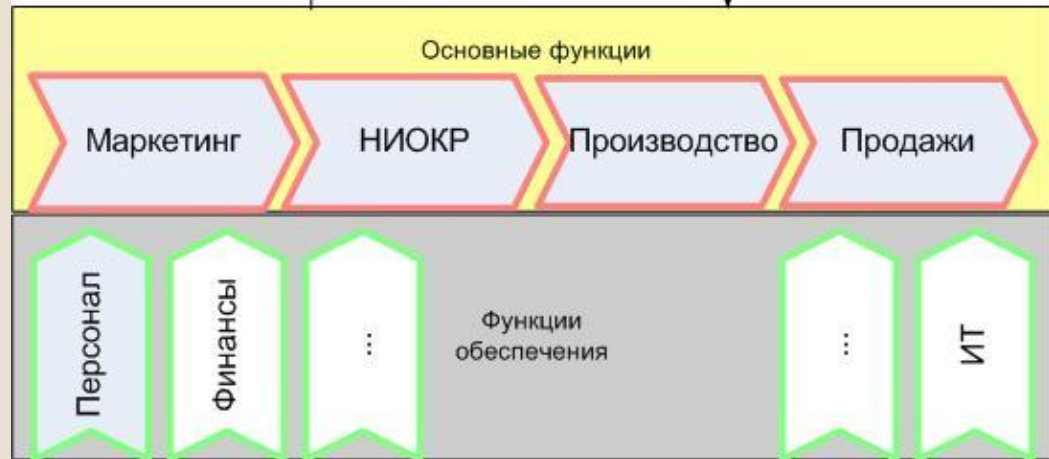 Основные функции
Маркетинг
НИОКР
Производство
Продажи
Персонал
Финансы
...
Функции
обеспечения
...
ИТ